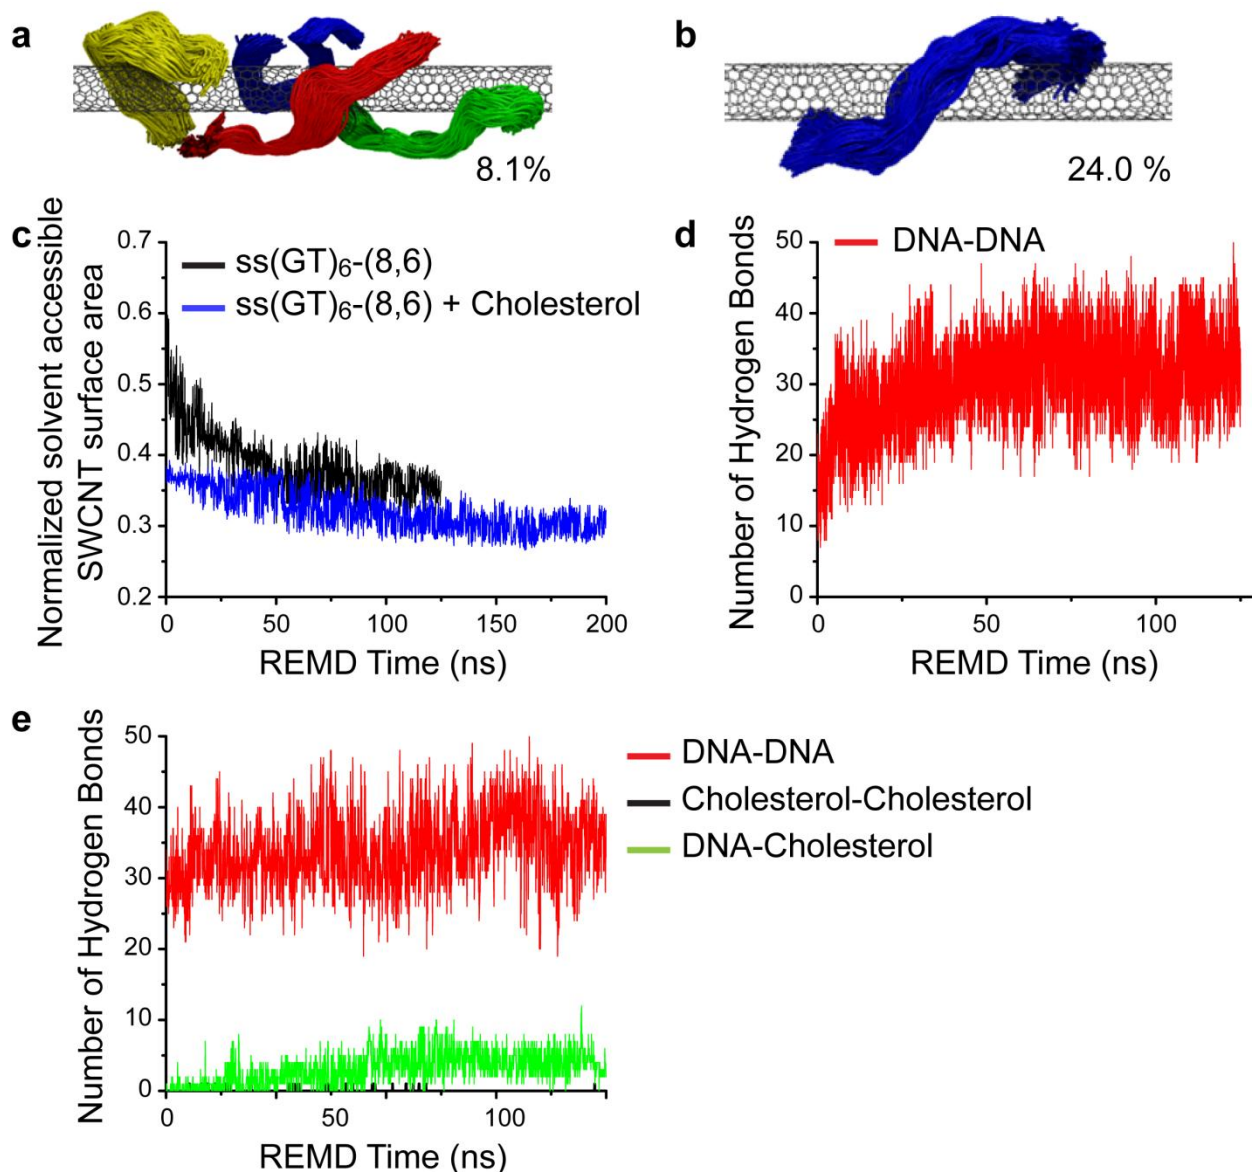 a
8.1%
b
24.0 %
c
Normalized solvent accessible
SWCNT surface area
0.7
0.6
0.5
0.4
0.3
0.2
ss(GT)₆-(8,6)
ss(GT)₆-(8,6) + Cholesterol
0
50
100
150
200
REMD Time (ns)
d
Number of Hydrogen Bonds
50
40
30
20
10
0
DNA-DNA
0
50
100
REMD Time (ns)
e
Number of Hydrogen Bonds
50
40
30
20
10
0
DNA-DNA
Cholesterol-Cholesterol
DNA-Cholesterol
0
50
100
REMD Time (ns)